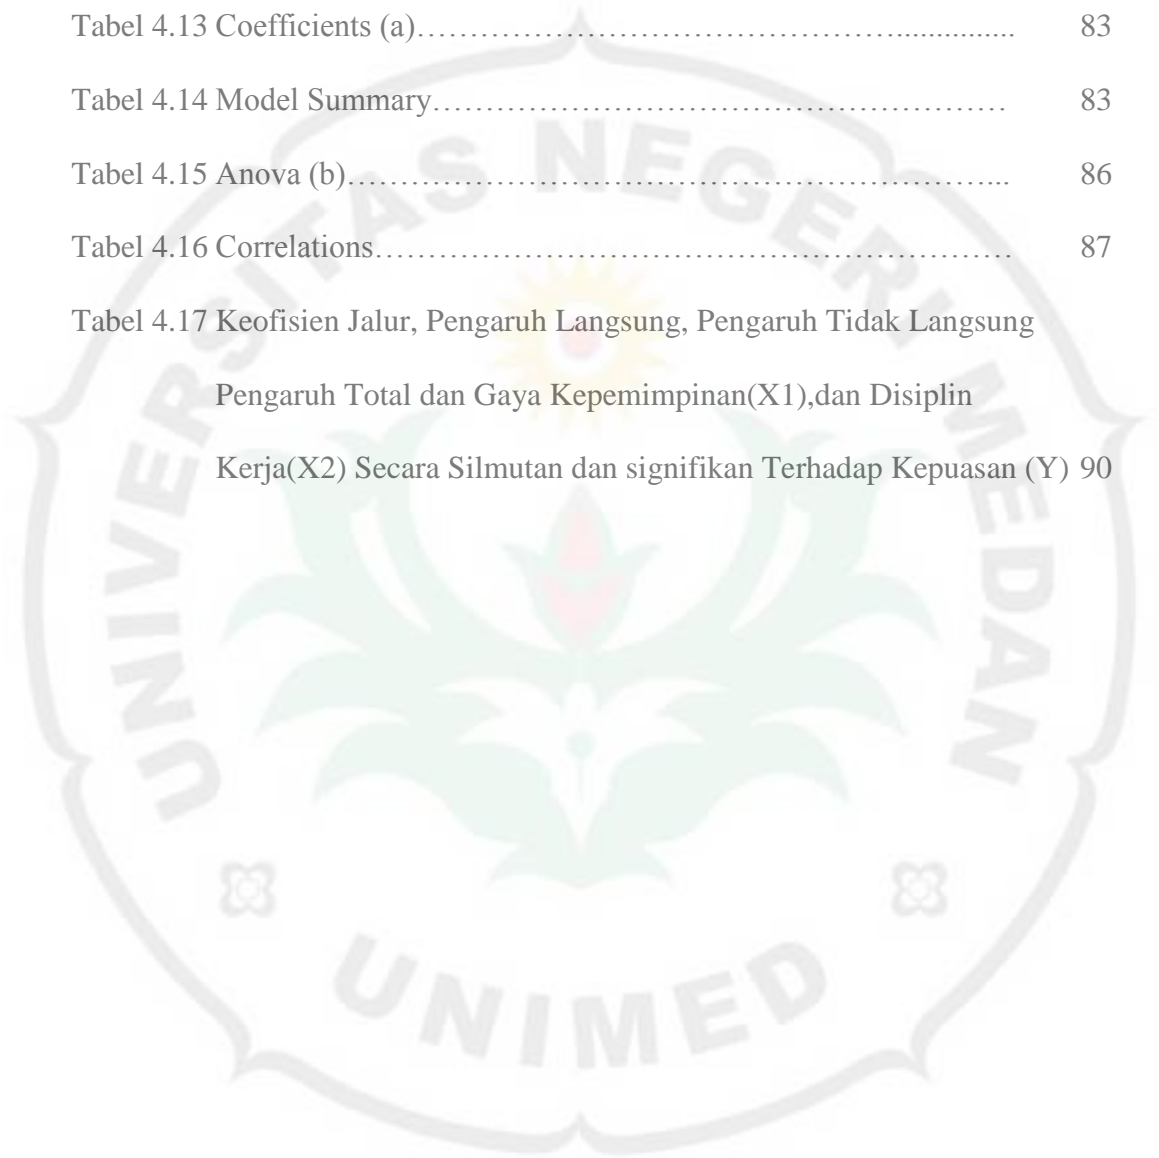 Tabel 4.13 Coefficients (a)………………………………………............... 83
Tabel 4.14 Model Summary……………………………………………… 83
Tabel 4.15 Anova (b)……………………………………………………... 86
Tabel 4.16 Correlations…………………………………………………… 87
Tabel 4.17 Keofisien Jalur, Pengaruh Langsung, Pengaruh Tidak Langsung
Pengaruh Total dan Gaya Kepemimpinan(X1),dan Disiplin
Kerja(X2) Secara Silmutan dan signifikan Terhadap Kepuasan (Y) 90
UNIVERSITAS NEGERI MEDAN
UNIMED